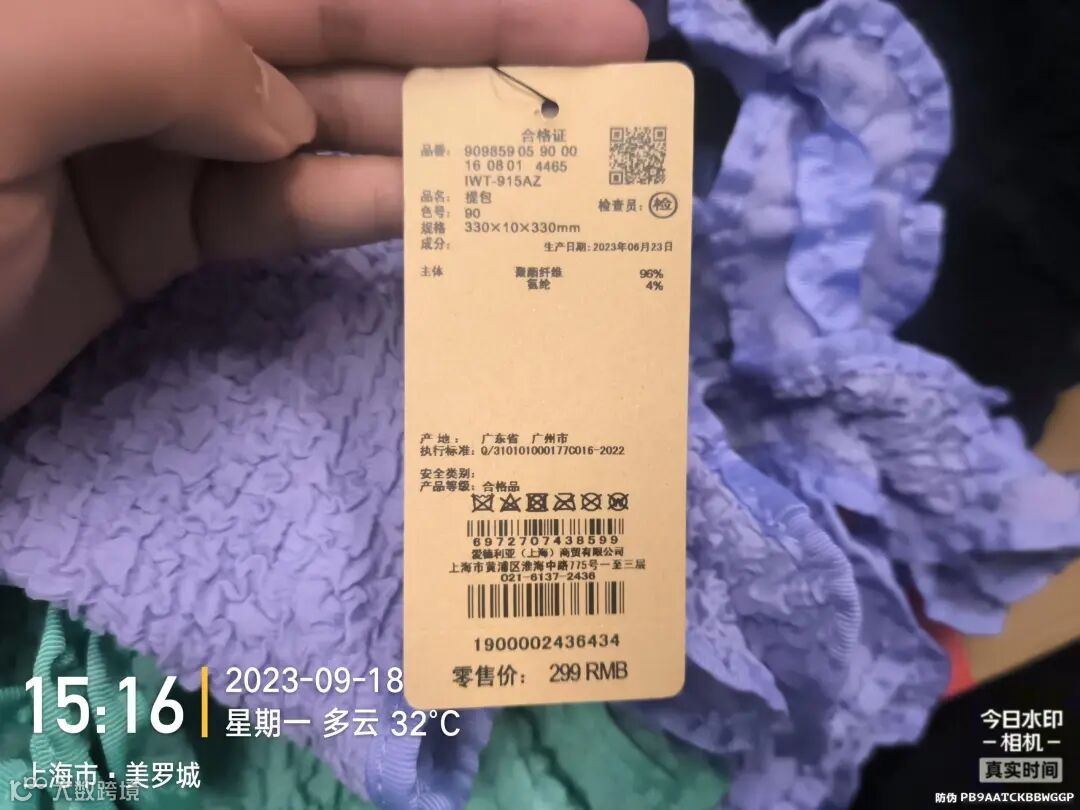 合格证
品番: 909859 05 90 00
16 08 01 4465
IWT-915AZ
品名: 提包
检查员: 检
色号: 90
规格 330×10×330mm
成分:
生产日期: 2023年06月23日
主体 聚酯纤维 96%
氨纶 4%
产 地: 广东省 广州市
执行标准: Q/310101000177C016-2022
安全类别:
产品等级: 合格品
6972707438599
爱德利亚（上海）商贸有限公司
上海市黄浦区淮海中路775号一至三层
021-6137-2436
1900002436434
零售价: 299 RMB
15:16
2023-09-18
星期一 多云 32°C
上海市·美罗城
大数跨境
今日水印
相机
真实时间
防伪 PB9AATCKBBWGGP